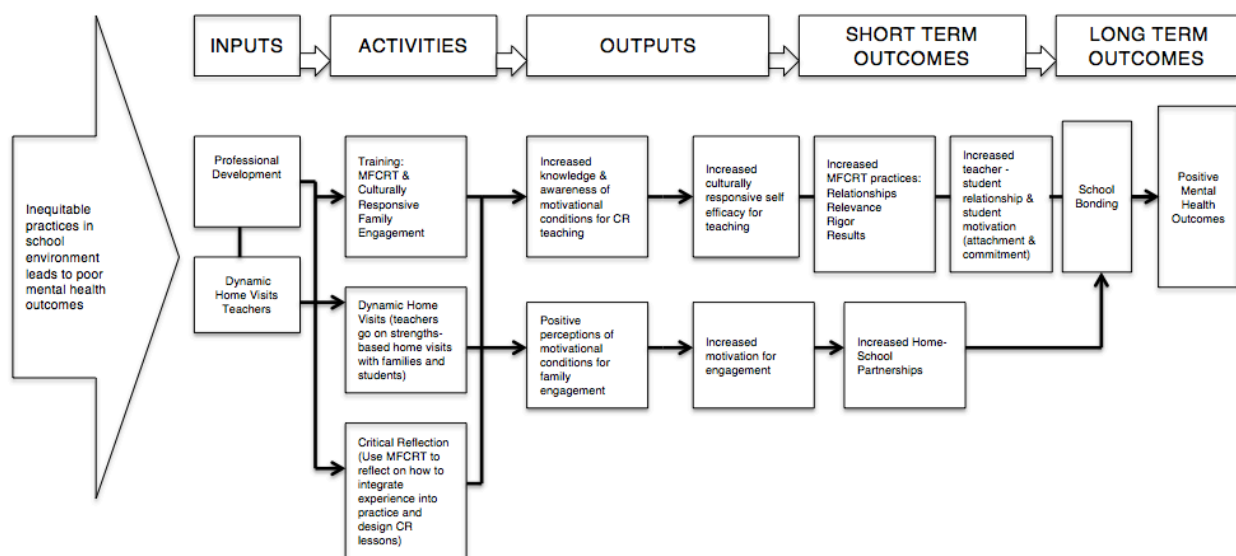 INPUTS
ACTIVITIES
OUTPUTS
SHORT TERM
OUTCOMES
LONG TERM
OUTCOMES
Inequitable
practices in
school
environment
leads to poor
mental health
outcomes
Professional
Development
Dynamic
Home Visits
Teachers
Training:
MFCRT &
Culturally
Responsive
Family
Engagement
Dynamic Home
Visits (teachers
go on strengths-
based home visits
with families and
students)
Critical Reflection
(Use MFCRT to
reflect on how to
integrate
experience into
practice and
design CR
lessons)
Increased
knowledge &
awareness of
motivational
conditions for CR
teaching
Positive
perceptions of
motivational
conditions for
family
engagement
Increased
culturally
responsive self
efficacy for
teaching
Increased
motivation for
engagement
Increased
MFCRT practices:
Relationships
Relevance
Rigor
Results
Increased Home-
School
Partnerships
Increased
teacher -
student
relationship &
student
motivation
(attachment &
commitment)
School
Bonding
Positive
Mental
Health
Outcomes